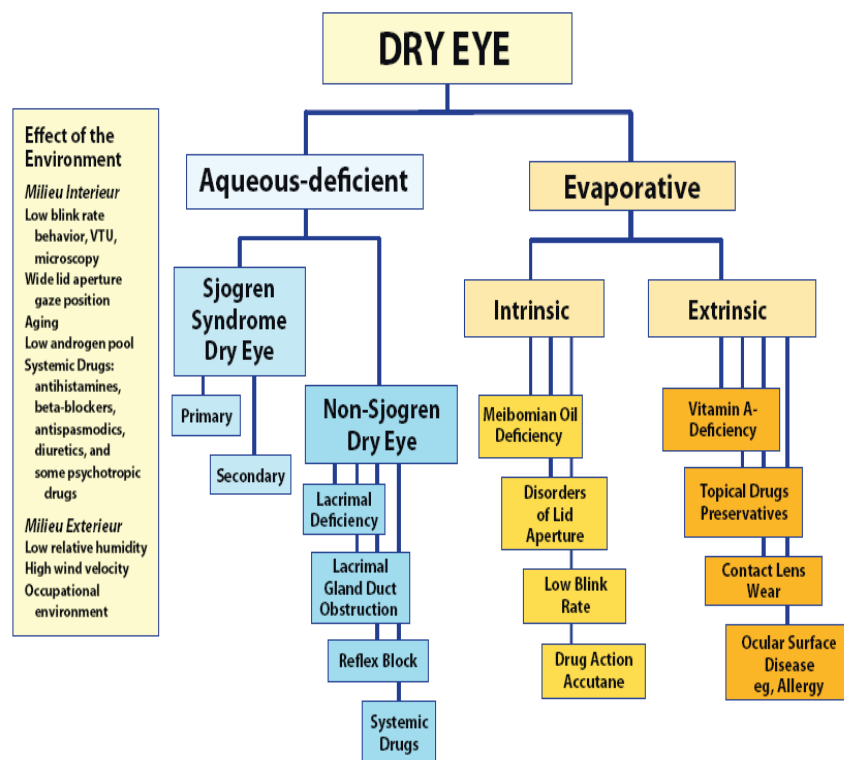 DRY EYE
Effect of the
Environment
Milieu Interieur
Low blink rate
behavior, VTU,
microscopy
Wide lid aperture
gaze position
Aging
Low androgen pool
Systemic Drugs:
antihistamines,
beta-blockers,
antispasmodics,
diuretics, and
some psychotropic
drugs
Milieu Exterieur
Low relative humidity
High wind velocity
Occupational
environment
Aqueous-deficient
Sjogren
Syndrome
Dry Eye
Primary
Secondary
Non-Sjogren
Dry Eye
Lacrimal
Deficiency
Lacrimal
Gland Duct
Obstruction
Reflex Block
Systemic
Drugs
Evaporative
Intrinsic
Meibomian Oil
Deficiency
Disorders
of Lid
Aperture
Low Blink
Rate
Drug Action
Accutane
Extrinsic
Vitamin A-
Deficiency
Topical Drugs
Preservatives
Contact Lens
Wear
Ocular Surface
Disease
eg, Allergy